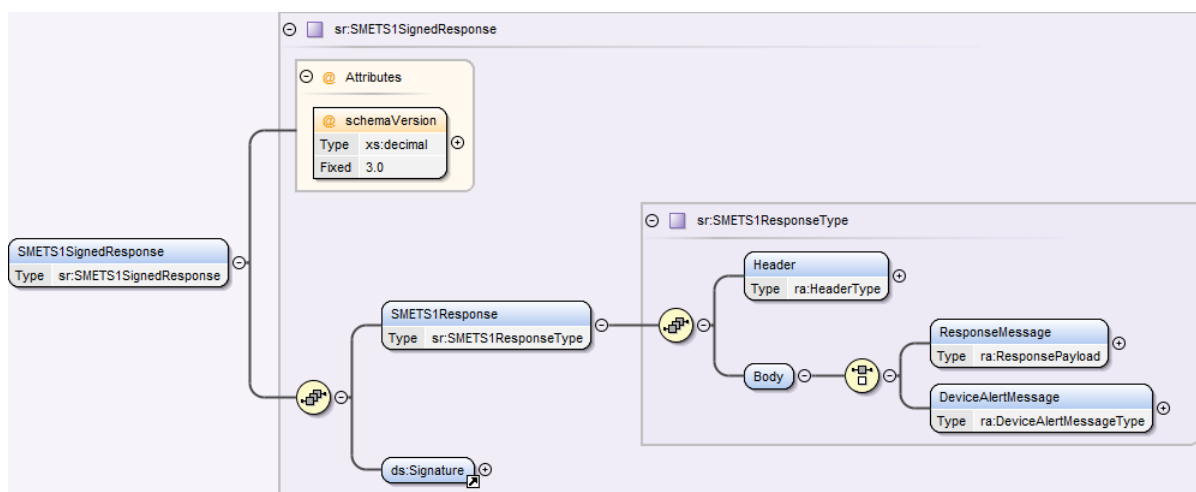 sr:SMETS1SignedResponse
@ Attributes
@ schemaVersion
Type xs:decimal
Fixed 3.0
sr:SMETS1ResponseType
SMETS1SignedResponse
Type sr:SMETS1SignedResponse
Header
Type ra:HeaderType
SMETS1Response
Type sr:SMETS1ResponseType
ResponseMessage
Type ra:ResponsePayload
Body
DeviceAlertMessage
Type ra:DeviceAlertMessageType
ds:Signature